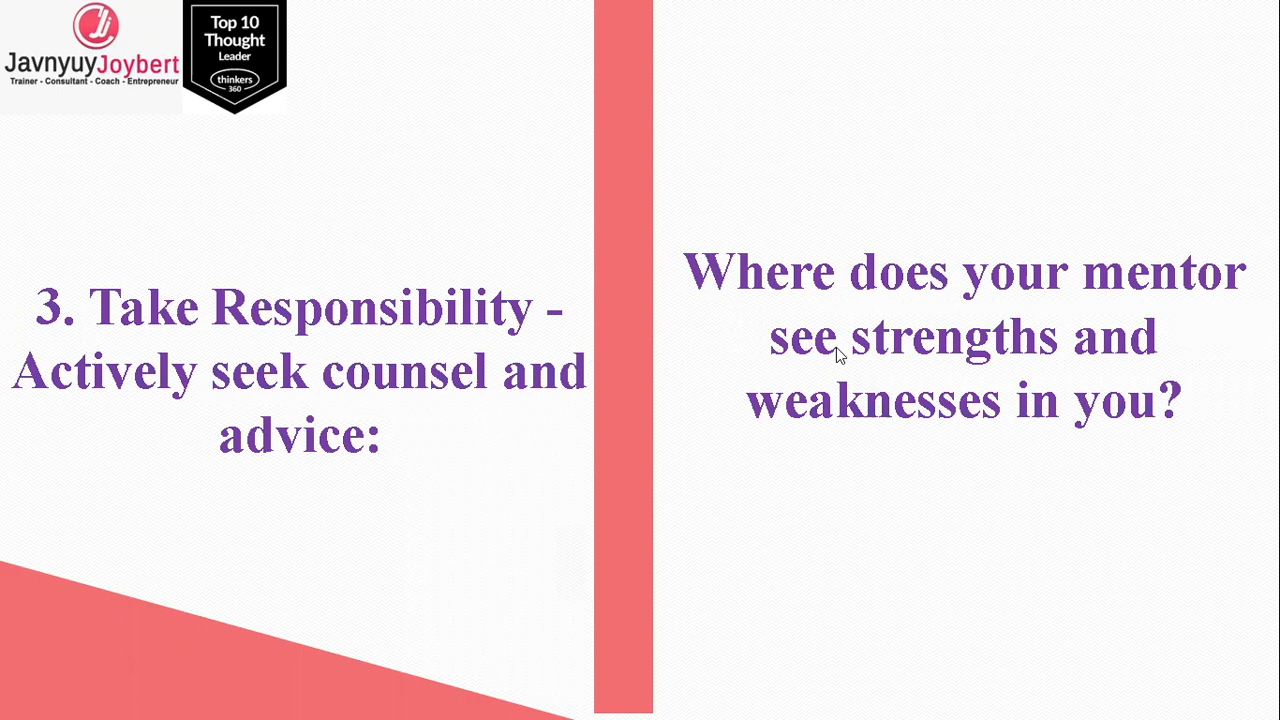 JavnyuyJoybert
Trainer - Consultant - Coach - Entrepreneur
Top 10
Thought
Leader
thinkers
360
3. Take Responsibility -
Actively seek counsel and
advice:
Where does your mentor
see strengths and
weaknesses in you?